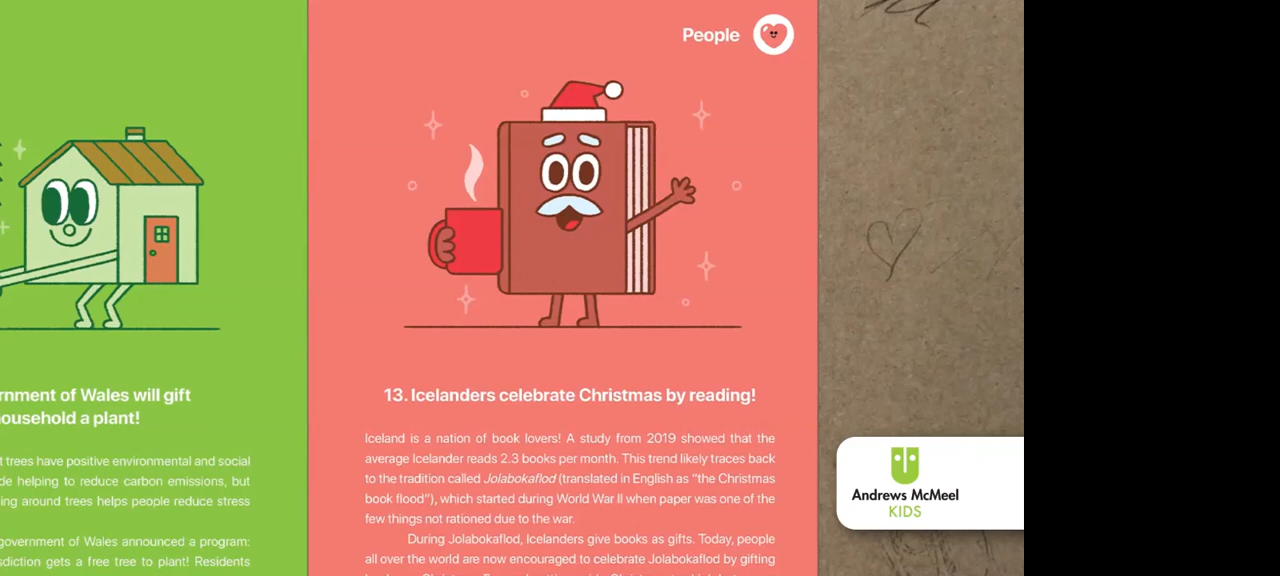 People
rnment of Wales will gift
ousehold a plant!
t trees have positive environmental and social
de helping to reduce carbon emissions, but
ing around trees helps people reduce stress
government of Wales announced a program:
sdiction gets a free tree to plant! Residents
13. Icelanders celebrate Christmas by reading!
Iceland is a nation of book lovers! A study from 2019 showed that the
average Icelander reads 2.3 books per month. This trend likely traces back
to the tradition called Jolabokaflod (translated in English as “the Christmas
book flood”), which started during World War II when paper was one of the
few things not rationed due to the war.
During Jolabokaflod, Icelanders give books as gifts. Today, people
all over the world are now encouraged to celebrate Jolabokaflod by gifting
Andrews McMeel
KIDS